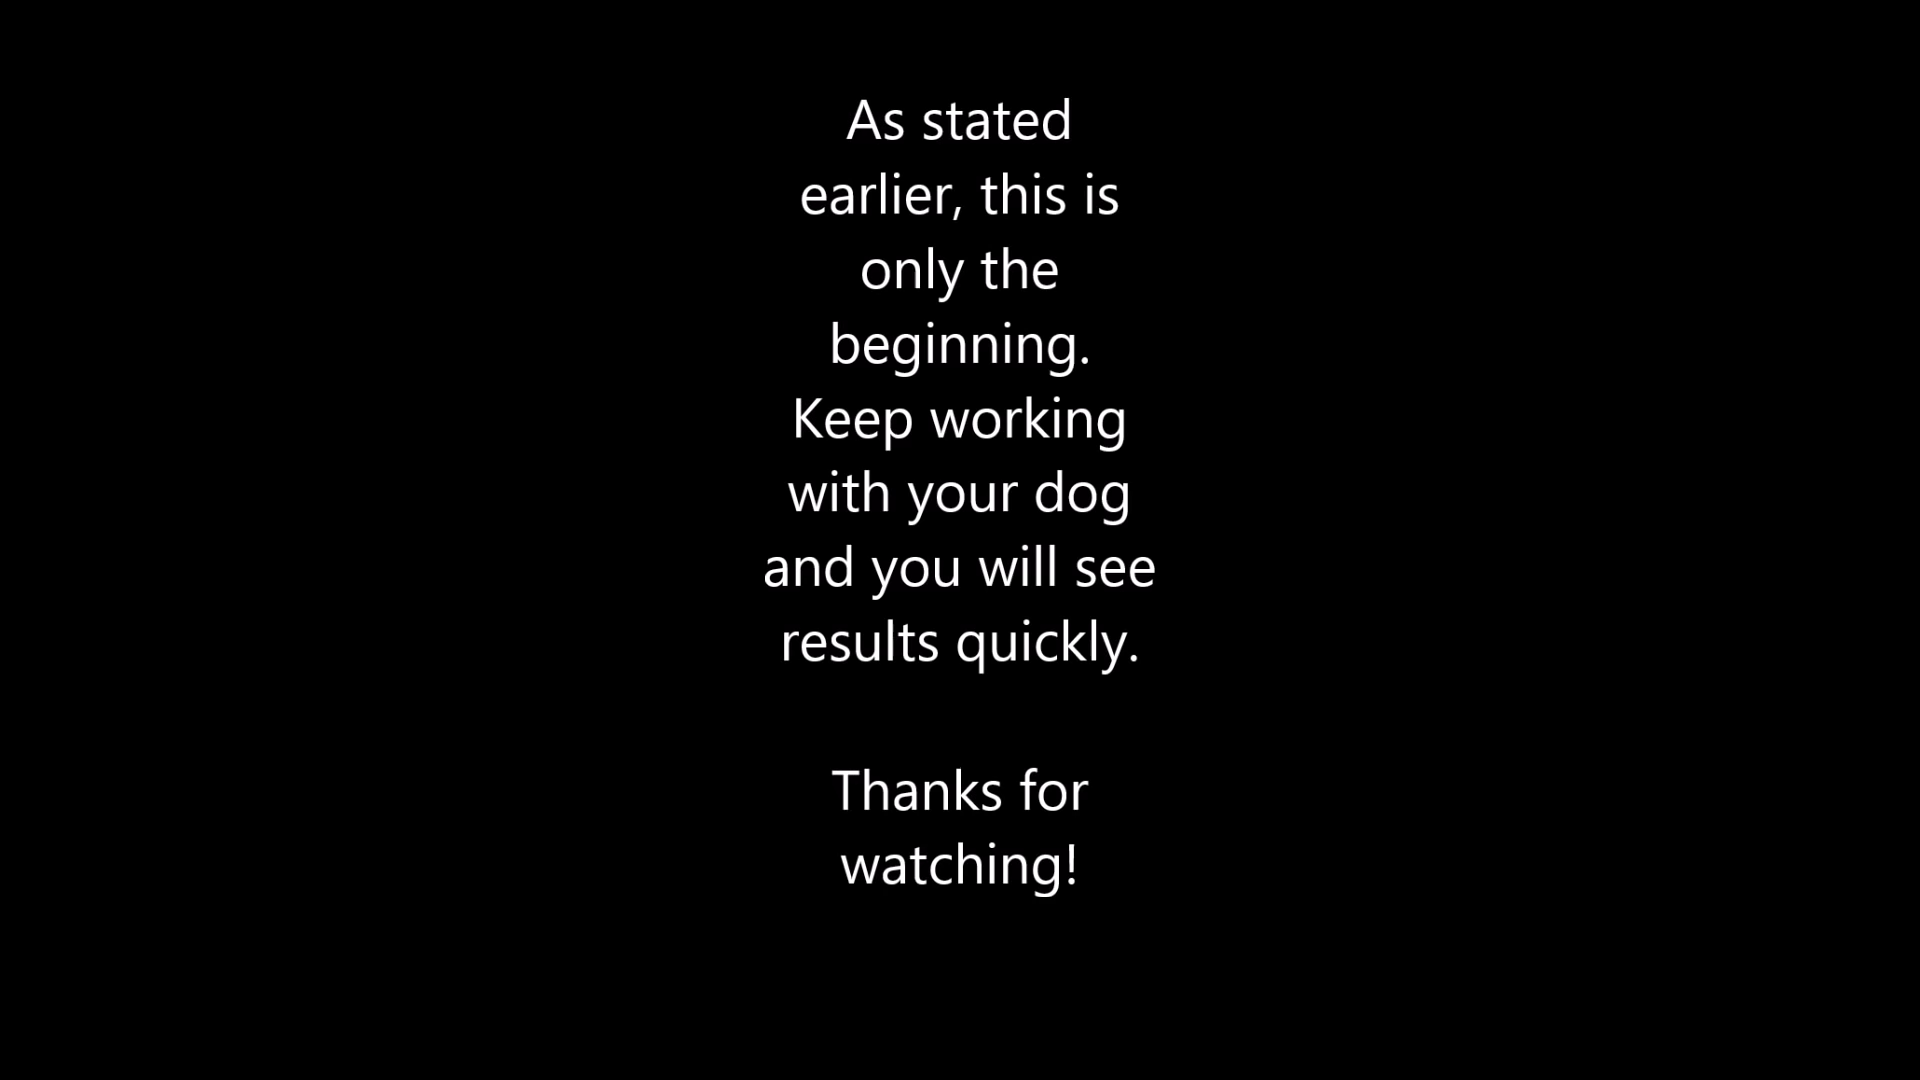 As stated
earlier, this is
only the
beginning.
Keep working
with your dog
and you will see
results quickly.
Thanks for
watching!